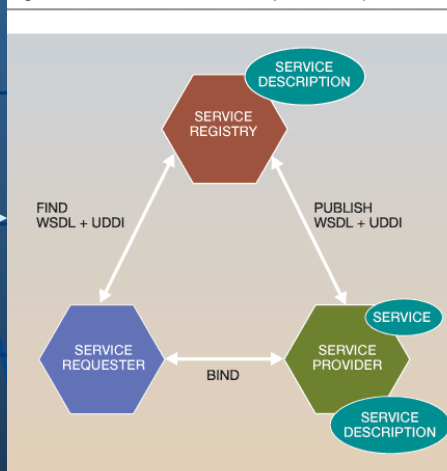 SERVICE
DESCRIPTION
SERVICE
REGISTRY
FIND
WSDL + UDDI
PUBLISH
WSDL + UDDI
SERVICE
SERVICE
REQUESTER
BIND
SERVICE
PROVIDER
SERVICE
DESCRIPTION